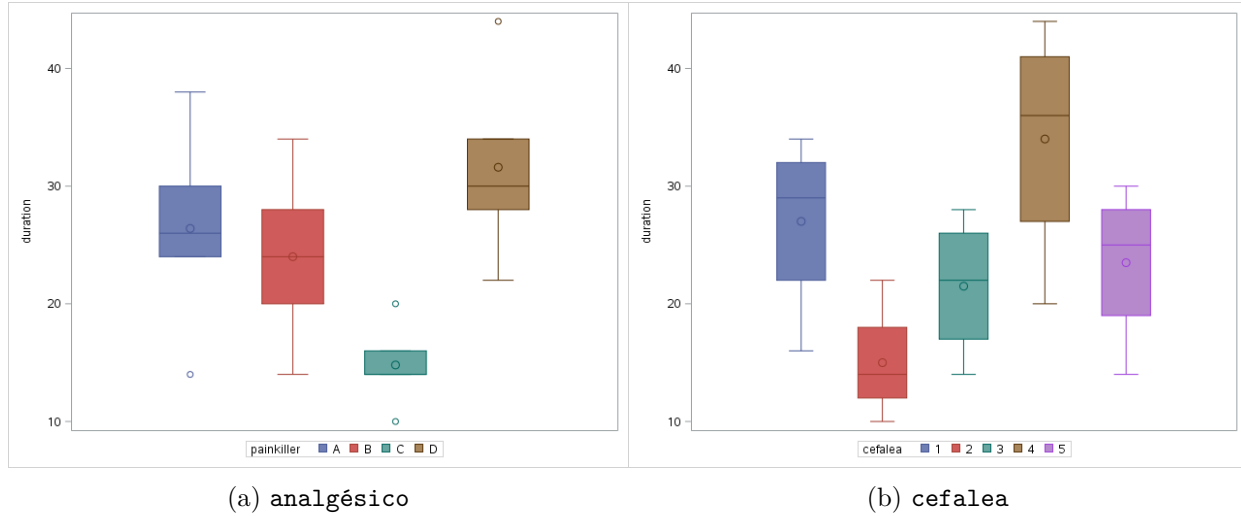 40
30
20
10
duration
painkiller A B C D
40
30
20
10
duration
cefalea 1 2 3 4 5
(a) analgésico
(b) cefalea